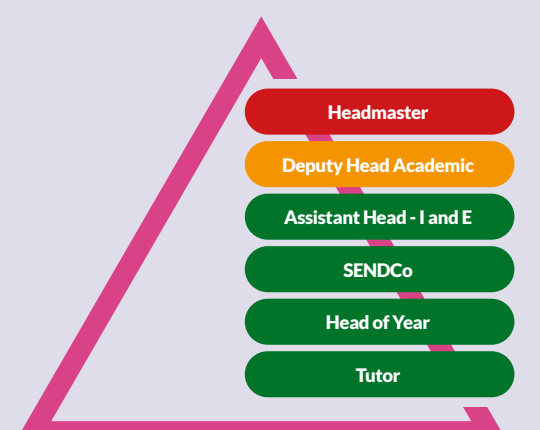 Headmaster
Deputy Head Academic
Assistant Head - I and E
SENDCo
Head of Year
Tutor